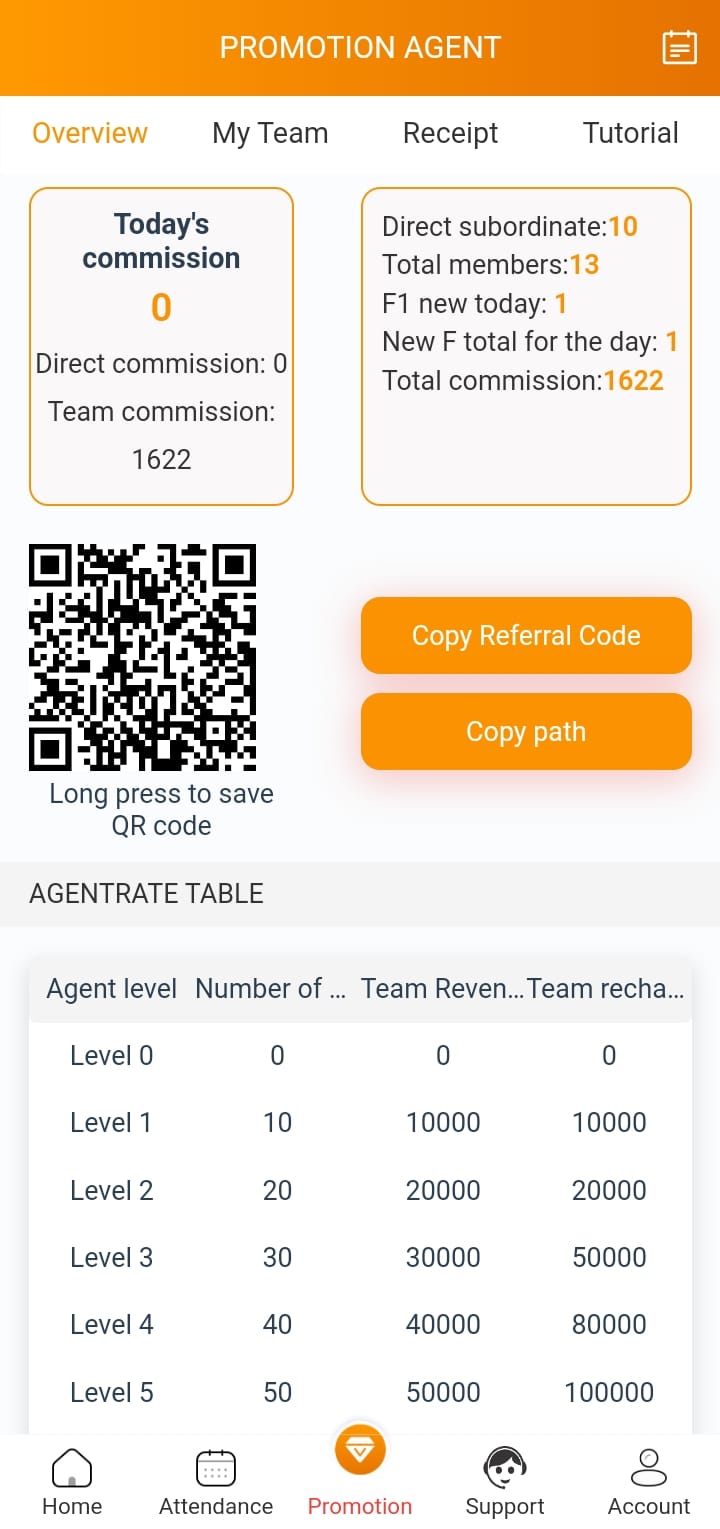 PROMOTION AGENT
Overview My Team Receipt Tutorial
Today's
commission
0
Direct commission: 0
Team commission:
1622
Direct subordinate:10
Total members:13
F1 new today: 1
New F total for the day: 1
Total commission:1622
Long press to save
QR code
Copy Referral Code
Copy path
AGENTRATE TABLE
Agent level Number of ... Team Reven... Team recha...
Level 0 0 0 0
Level 1 10 10000 10000
Level 2 20 20000 20000
Level 3 30 30000 50000
Level 4 40 40000 80000
Level 5 50 50000 100000
Home Attendance Promotion Support Account